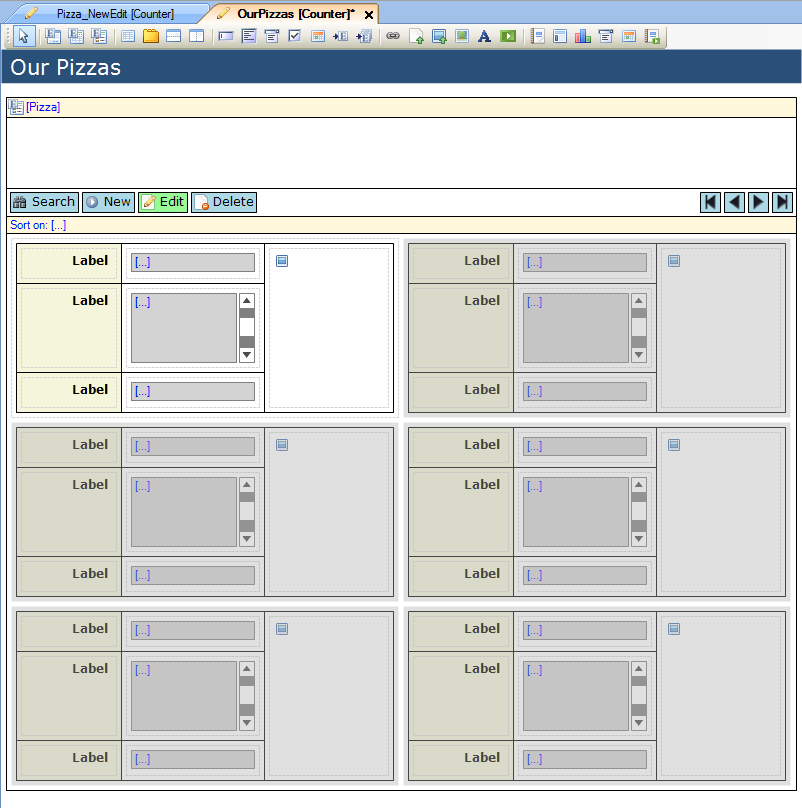 Pizza_NewEdit [Counter] OurPizzas [Counter]*
Our Pizzas
[Pizza]
Search New Edit Delete
Sort on: [...]
Label [...] Label [...]
Label [...] Label [...]
Label [...] Label [...]
Label [...] Label [...]
Label [...] Label [...]
Label [...] Label [...]
Label [...] Label [...]
Label [...] Label [...]
Label [...] Label [...]